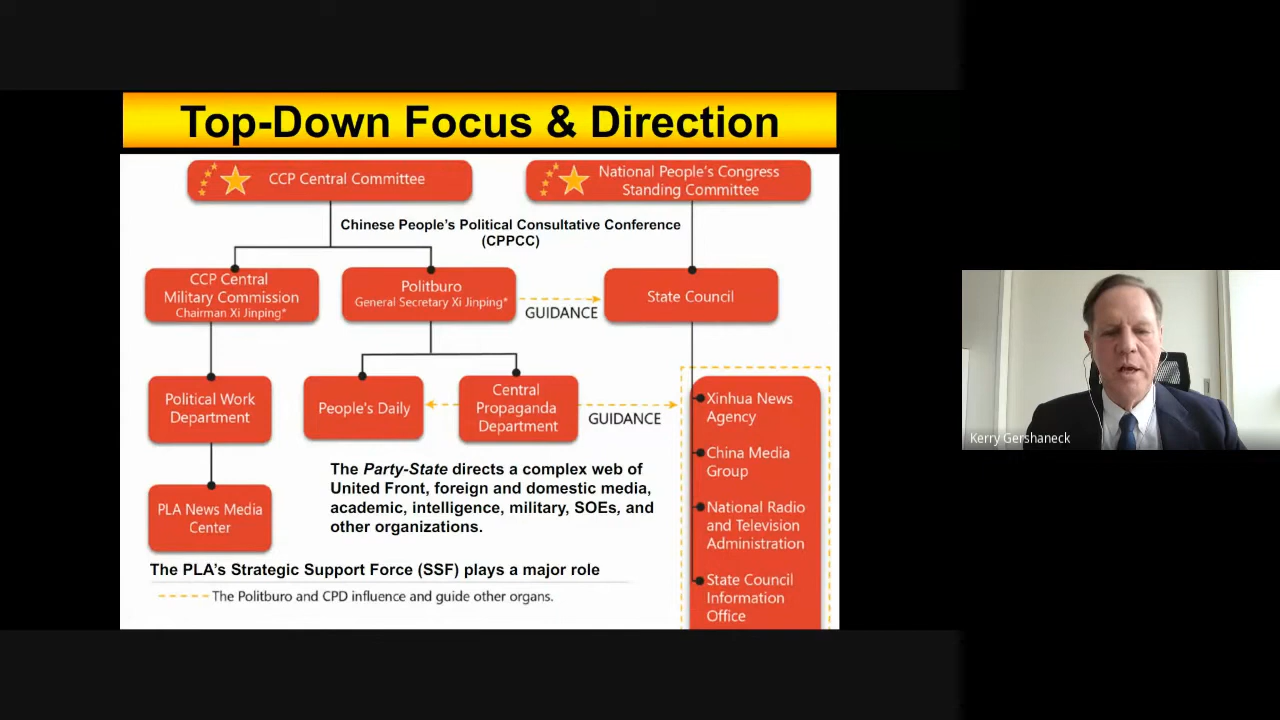 Top-Down Focus & Direction
CCP Central Committee
National People's Congress
Standing Committee
Chinese People's Political Consultative Conference
(CPPCC)
CCP Central
Military Commission
Chairman Xi Jinping*
Politburo
General Secretary Xi Jinping*
GUIDANCE
State Council
Political Work
Department
People's Daily
Central
Propaganda
Department
GUIDANCE
Xinhua News
Agency
China Media
Group
National Radio
and Television
Administration
State Council
Information
Office
The Party-State directs a complex web of
United Front, foreign and domestic media,
academic, intelligence, military, SOEs, and
other organizations.
PLA News Media
Center
The PLA's Strategic Support Force (SSF) plays a major role
The Politburo and CPD influence and guide other organs.
Kerry Gershaneck